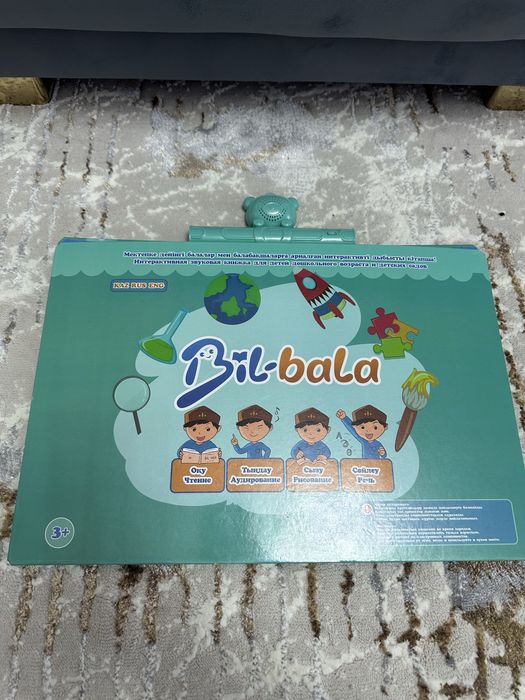 Мектепке дейінгі балалар мен балабақшаларға арналған интерактивті дыбысты кітапша!
Интерактивная звуковая книжка для детей дошкольного возраста и детских садов
KAZ RUS ENG
Bil-bala
Оқу
Чтение
Тыңдау
Аудирование
Сызу
Рисование
Сөйлеу
Речь
3+